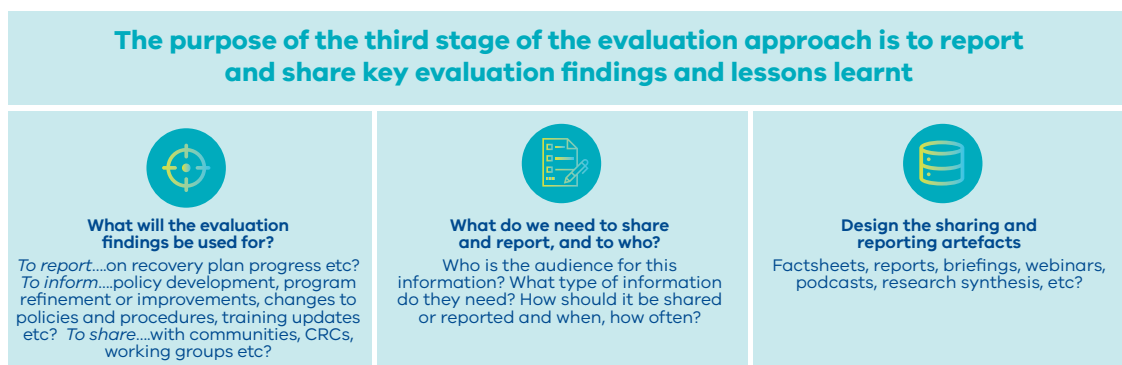 The purpose of the third stage of the evaluation approach is to report
and share key evaluation findings and lessons learnt
What will the evaluation
findings be used for?
To report....on recovery plan progress etc?
To inform....policy development, program
refinement or improvements, changes to
policies and procedures, training updates
etc? To share....with communities, CRCs,
working groups etc?
What do we need to share
and report, and to who?
Who is the audience for this
information? What type of information
do they need? How should it be shared
or reported and when, how often?
Design the sharing and
reporting artefacts
Factsheets, reports, briefings, webinars,
podcasts, research synthesis, etc?